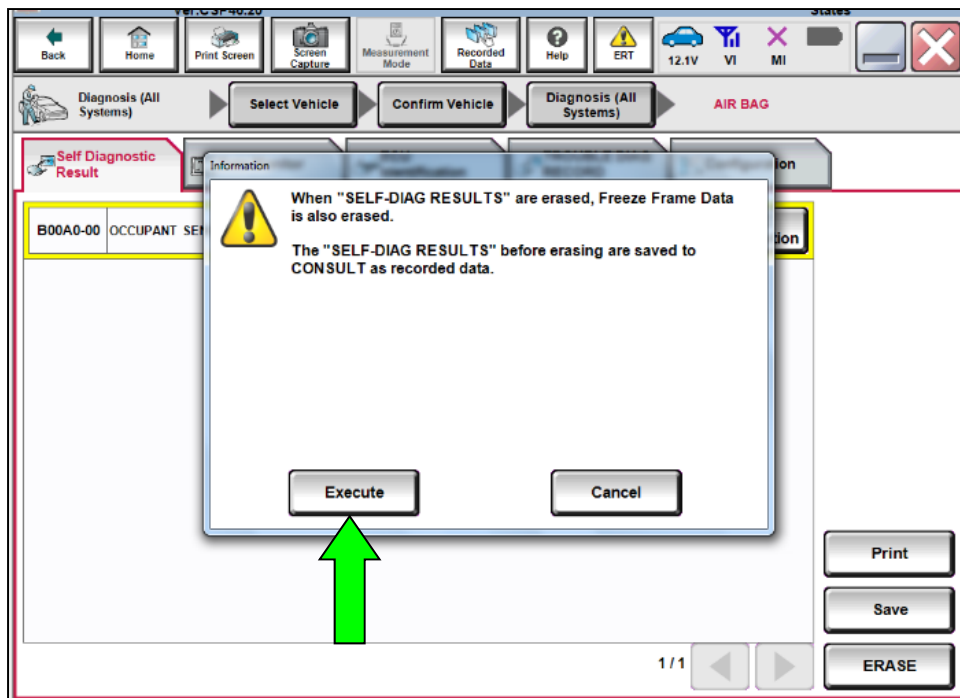 Back
Home
Print Screen
Screen
Capture
Measurement
Mode
Recorded
Data
Help
ERT
12.1V
VI
MI
Diagnosis (All
Systems)
Select Vehicle
Confirm Vehicle
Diagnosis (All
Systems)
AIR BAG
Self Diagnostic
Result
Information
When "SELF-DIAG RESULTS" are erased, Freeze Frame Data
is also erased.
The "SELF-DIAG RESULTS" before erasing are saved to
CONSULT as recorded data.
B00A0-00
OCCUPANT
Execute
Cancel
Print
Save
1/1
ERASE